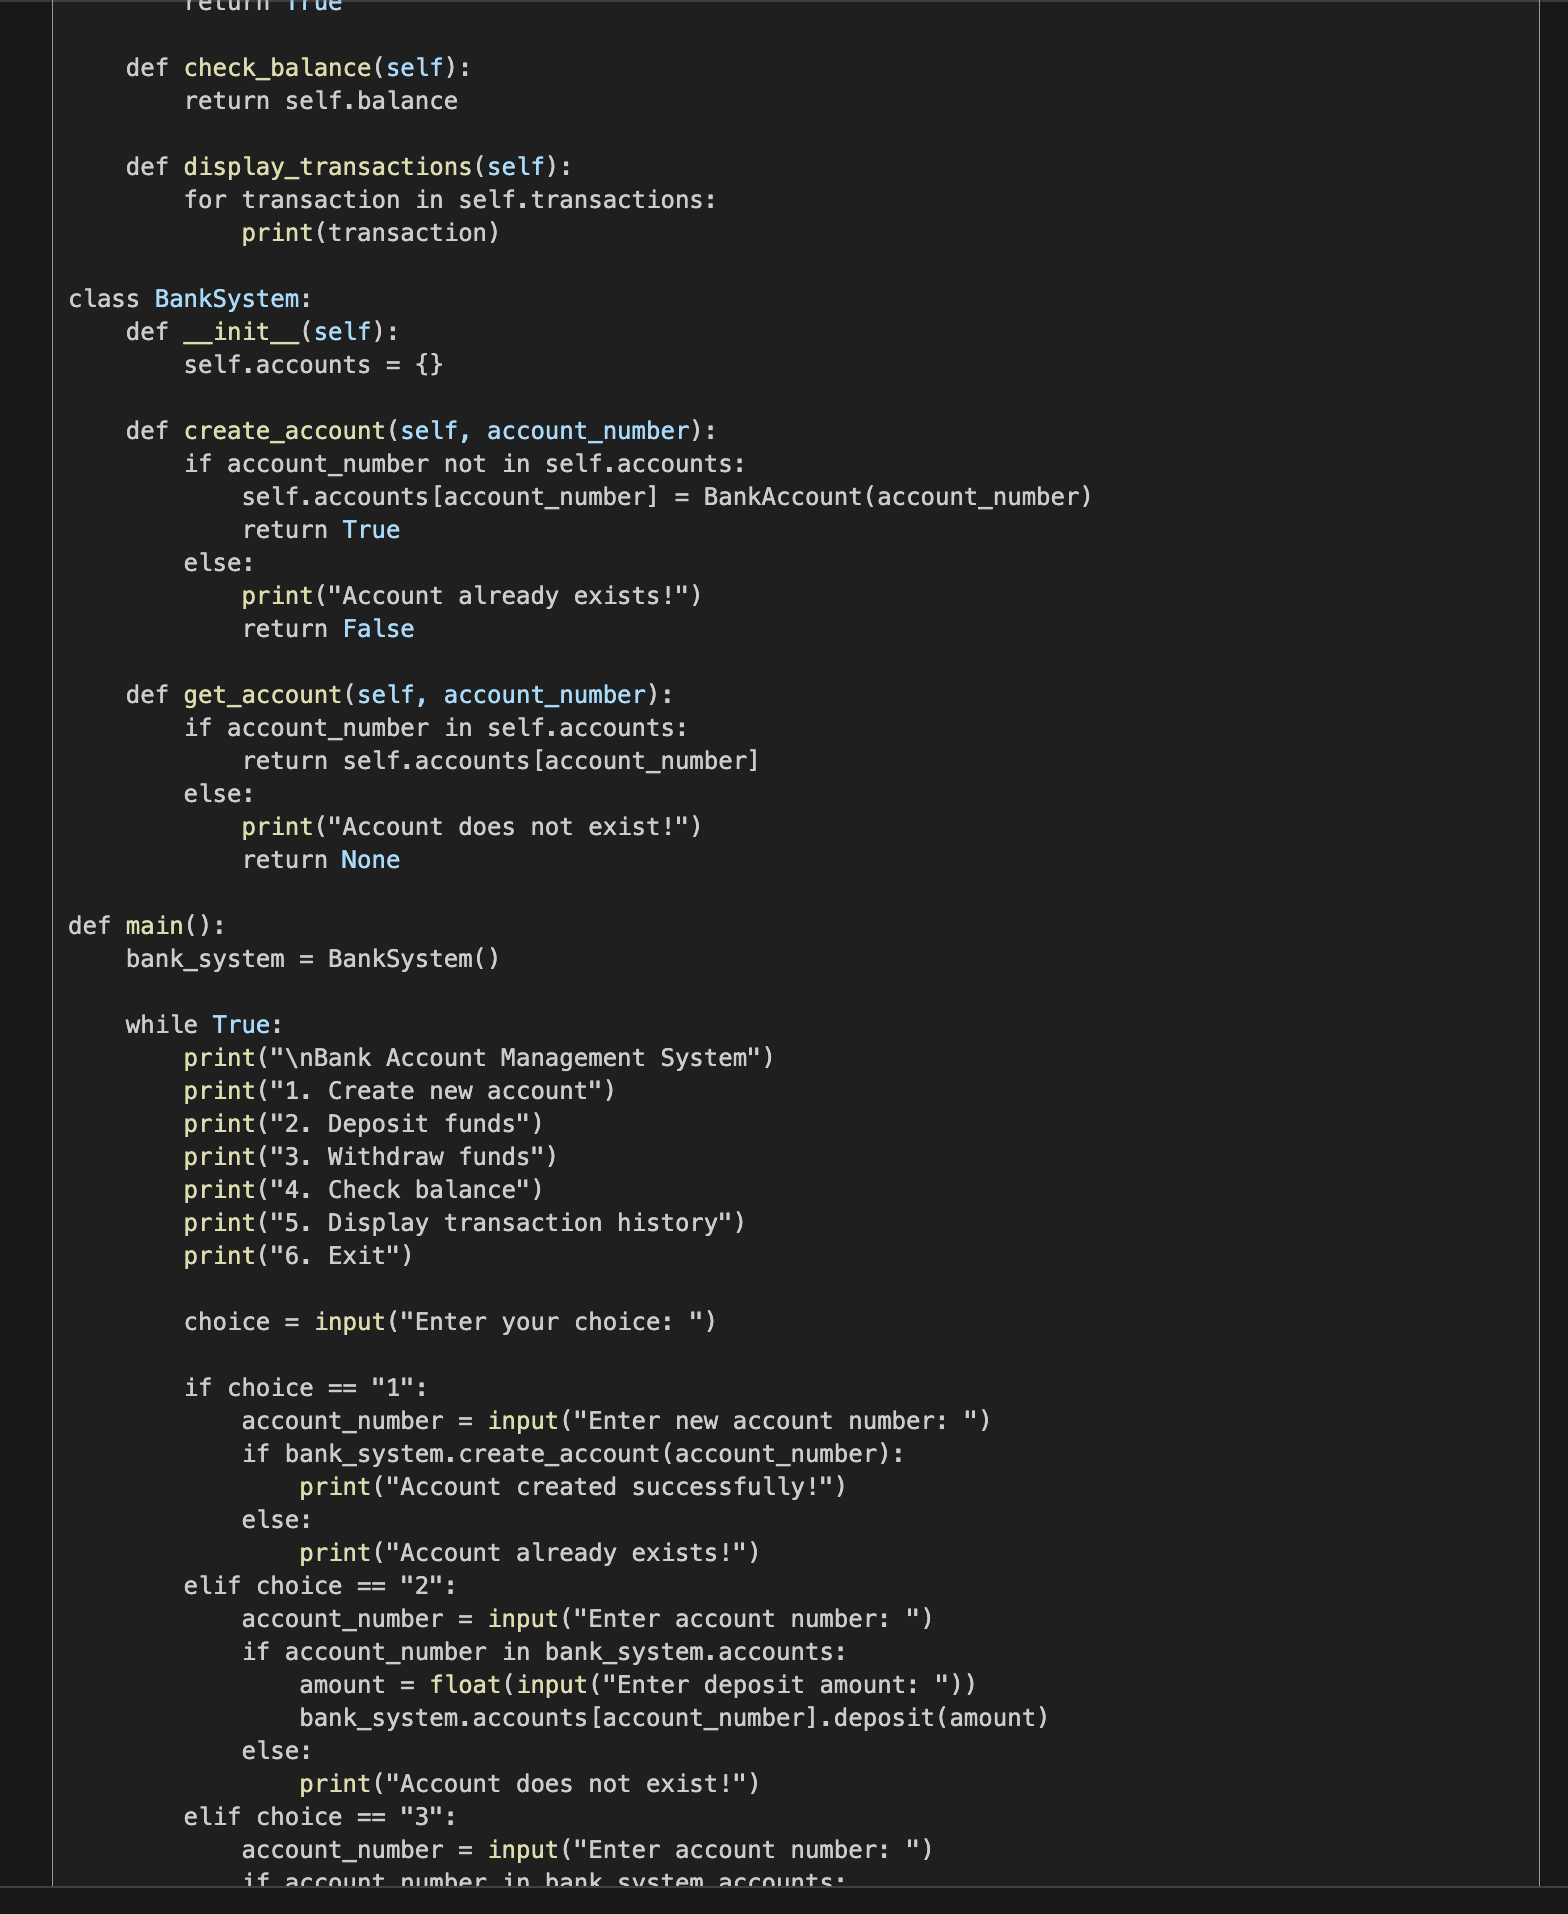 return True

    def check_balance(self):
        return self.balance

    def display_transactions(self):
        for transaction in self.transactions:
            print(transaction)

class BankSystem:
    def __init__(self):
        self.accounts = {}

    def create_account(self, account_number):
        if account_number not in self.accounts:
            self.accounts[account_number] = BankAccount(account_number)
            return True
        else:
            print("Account already exists!")
            return False

    def get_account(self, account_number):
        if account_number in self.accounts:
            return self.accounts[account_number]
        else:
            print("Account does not exist!")
            return None

def main():
    bank_system = BankSystem()

    while True:
        print("\nBank Account Management System")
        print("1. Create new account")
        print("2. Deposit funds")
        print("3. Withdraw funds")
        print("4. Check balance")
        print("5. Display transaction history")
        print("6. Exit")

        choice = input("Enter your choice: ")

        if choice == "1":
            account_number = input("Enter new account number: ")
            if bank_system.create_account(account_number):
                print("Account created successfully!")
            else:
                print("Account already exists!")
        elif choice == "2":
            account_number = input("Enter account number: ")
            if account_number in bank_system.accounts:
                amount = float(input("Enter deposit amount: "))
                bank_system.accounts[account_number].deposit(amount)
            else:
                print("Account does not exist!")
        elif choice == "3":
            account_number = input("Enter account number: ")
            if account_number in bank_system.accounts: